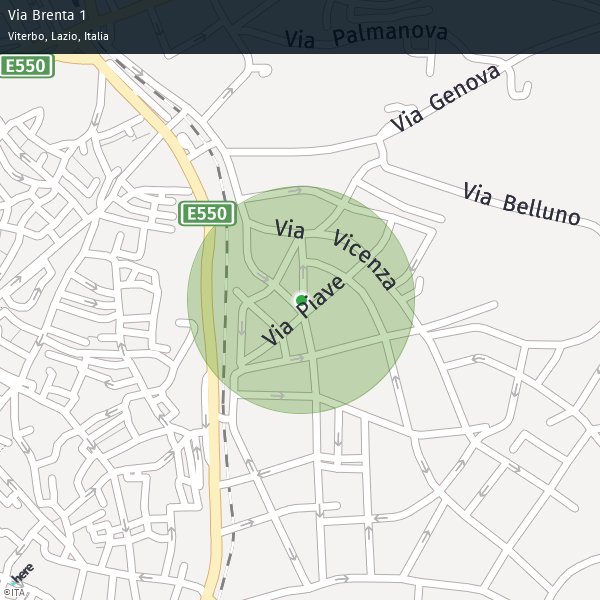 Via Brenta 1
Viterbo, Lazio, Italia
Via Palmanova
E550
Via Genova
Via Belluno
E550
Via Vicenza
Via Piave
here
©ITA